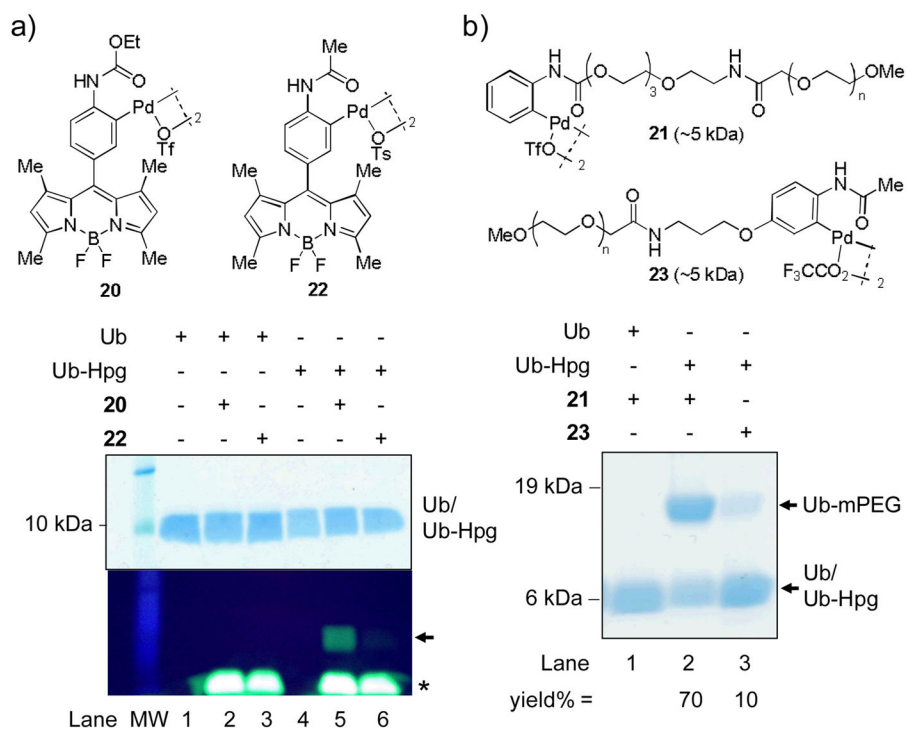 a)
OEt
NH
O
Pd
O
Tf
2
Me
Me
N
N
B
Me
F
F
Me
20
Me
HN
O
Pd
O
Ts
2
Me
Me
N
N
B
Me
F
F
Me
22
b)
H
N
O
O
3
O
N
H
O
O
n
OMe
Pd
TfO
2
21 (~5 kDa)
MeO
O
n
O
N
H
O
H
N
Me
O
Pd
F3CCO2
2
23 (~5 kDa)
Ub + + + - - -
Ub-Hpg - - - + + +
20 - + - - + -
22 - - + - - +
10 kDa
Ub/
Ub-Hpg
*
Lane MW 1 2 3 4 5 6
Ub + - -
Ub-Hpg - + +
21 + + -
23 - - +
19 kDa
Ub-mPEG
6 kDa
Ub/
Ub-Hpg
Lane 1 2 3
yield% = 70 10